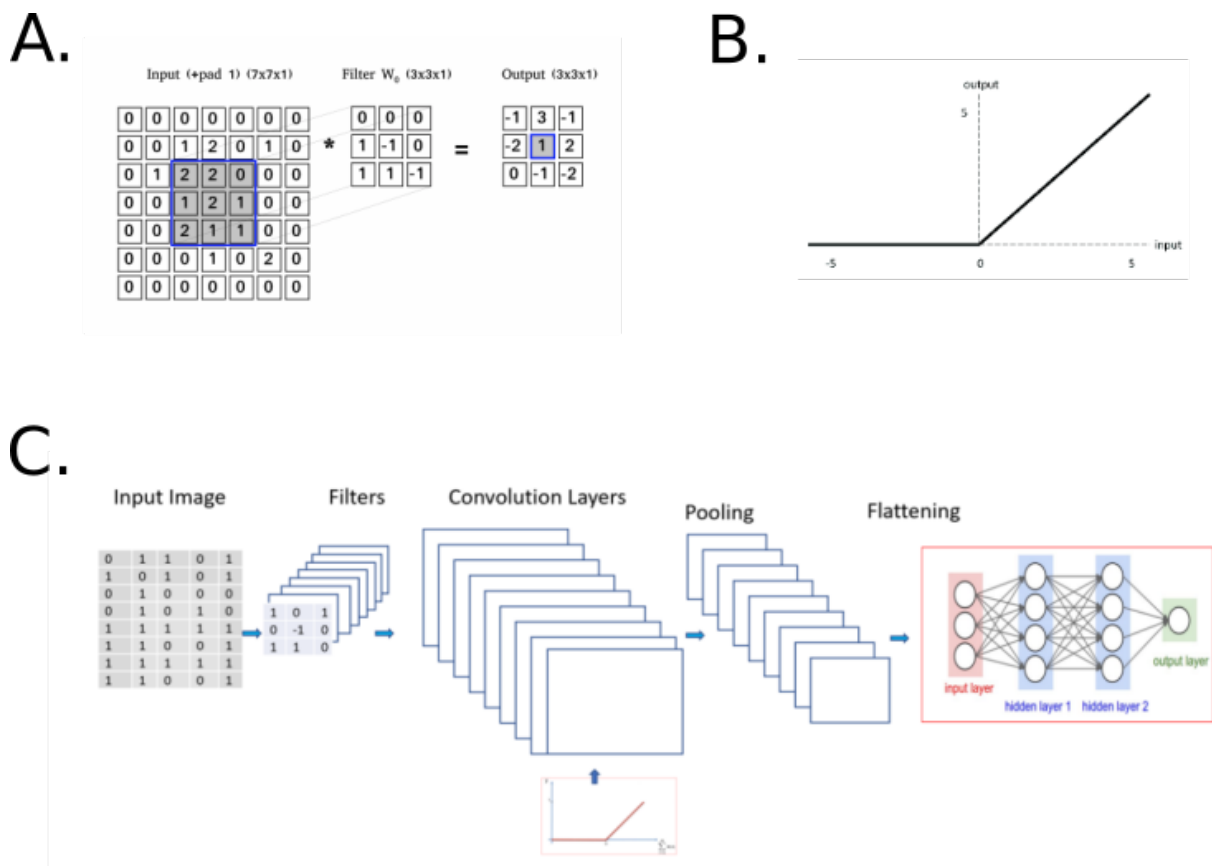 A.
Input (+pad 1) (7x7x1) Filter W0 (3x3x1) Output (3x3x1)
0 0 0 0 0 0 0 0 0 0 -1 3 -1
0 0 1 2 0 1 0 * 1 -1 0 = -2 1 2
0 1 2 2 0 0 0 1 1 -1 0 -1 -2
0 0 1 2 1 0 0
0 0 2 1 1 0 0
0 0 0 1 0 2 0
0 0 0 0 0 0 0
B.
output
5
input
-5 0 5
C.
Input Image
0 1 1 0 1
1 0 1 0 1
0 0 1 0 0
0 1 0 1 0
1 1 1 1 1
1 1 0 0 1
1 1 1 1 1
1 1 0 0 1
Filters
1 0 1
0 -1 0
1 1 0
Convolution Layers
Pooling
Flattening
input layer
hidden layer 1
hidden layer 2
output layer